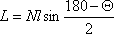 L = Nl sin (180 − Θ)/2